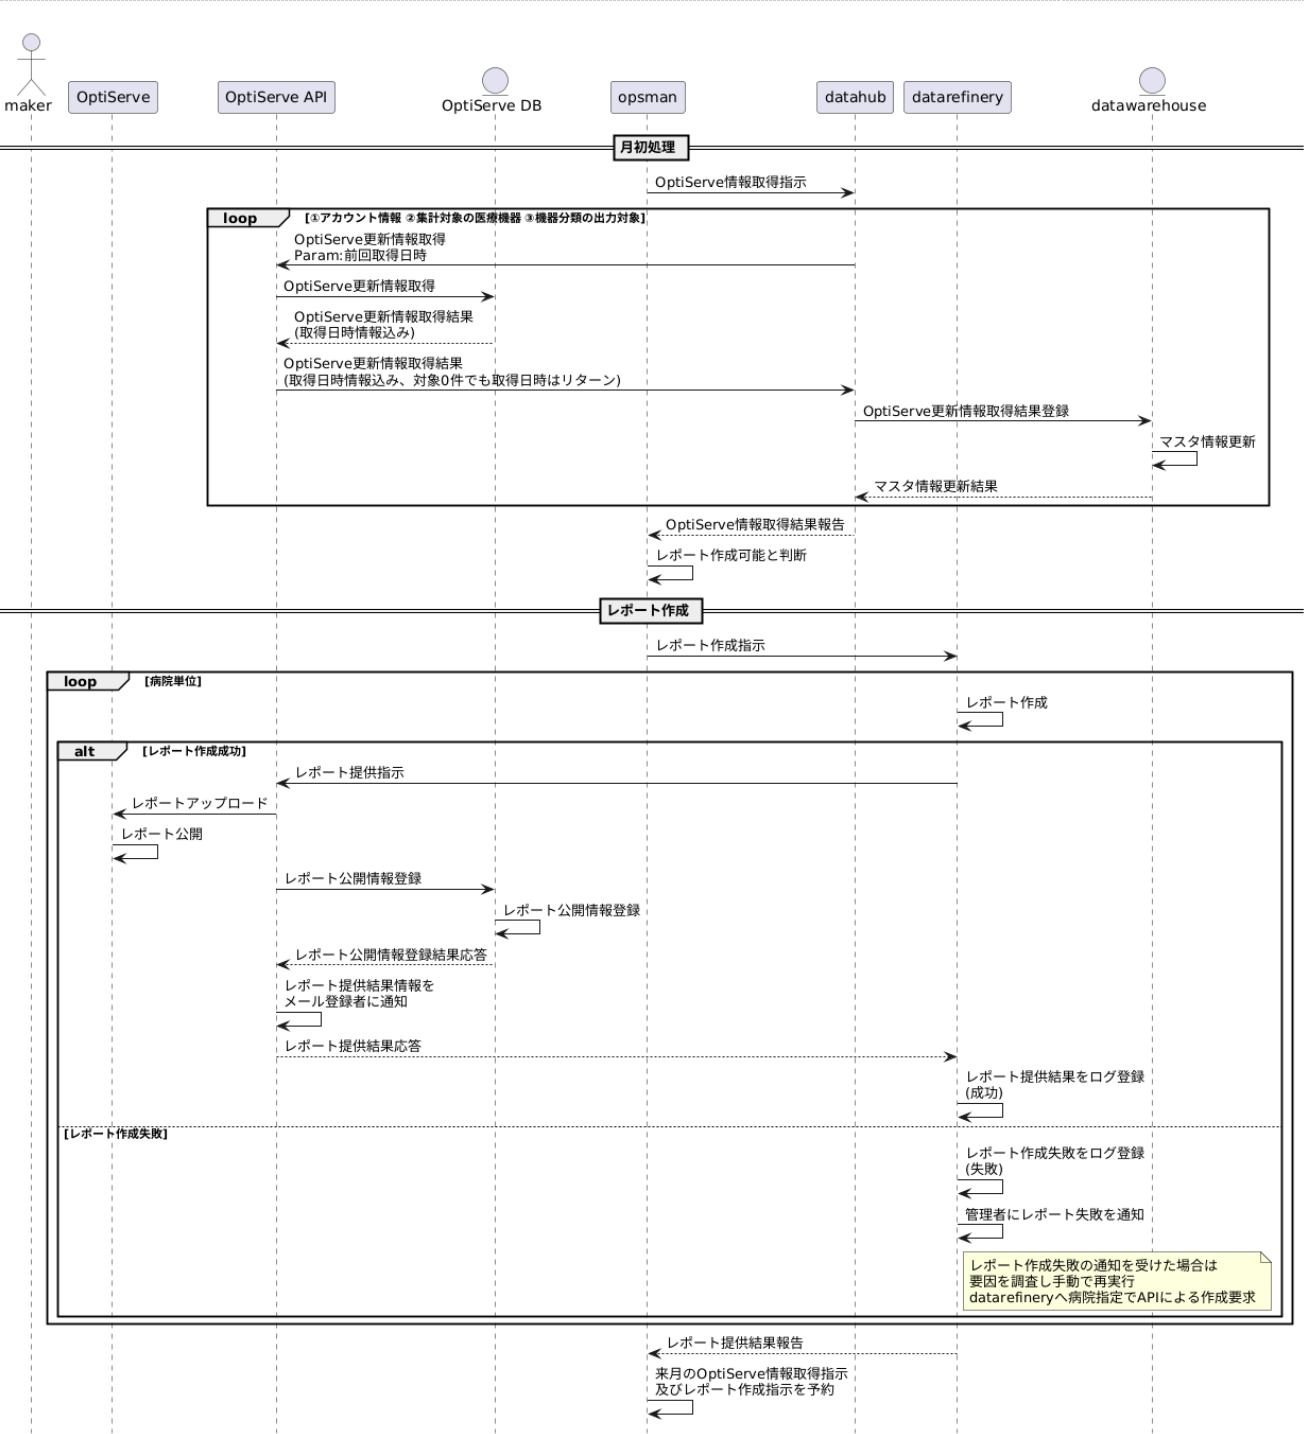 maker
OptiServe
OptiServe API
OptiServe DB
opsman
datahub
datarefinery
datawarehouse
月初処理
OptiServe情報取得指示
loop
[①アカウント情報 ②集計対象の医療機器 ③機器分類の出力対象]
OptiServe更新情報取得
Param:前回取得日時
OptiServe更新情報取得
OptiServe更新情報取得結果
(取得日時情報込み)
OptiServe更新情報取得結果
(取得日時情報込み、対象0件でも取得日時はリターン)
OptiServe更新情報取得結果登録
マスタ情報更新
マスタ情報更新結果
OptiServe情報取得結果報告
レポート作成可能と判断
レポート作成
レポート作成指示
loop
[病院単位]
レポート作成
alt
[レポート作成成功]
レポート提供指示
レポートアップロード
レポート公開
レポート公開情報登録
レポート公開情報登録
レポート公開情報登録結果応答
レポート提供結果情報を
メール登録者に通知
レポート提供結果応答
レポート提供結果をログ登録
(成功)
[レポート作成失敗]
レポート作成失敗をログ登録
(失敗)
管理者にレポート失敗を通知
レポート作成失敗の通知を受けた場合は
要因を調査し手動で再実行
datarefineryへ病院指定でAPIによる作成要求
レポート提供結果報告
来月のOptiServe情報取得指示
及びレポート作成指示を予約